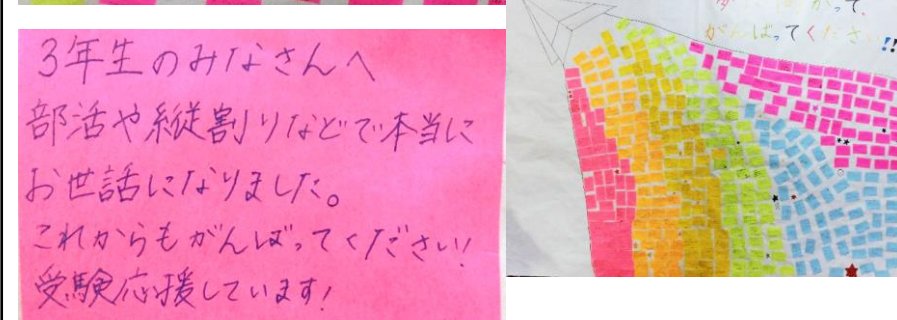 3年生のみなさんへ
部活や縦割りなどで本当に
お世話になりました。
これからもがんばってください!
受験応援しています!
って、
がんばってください!!